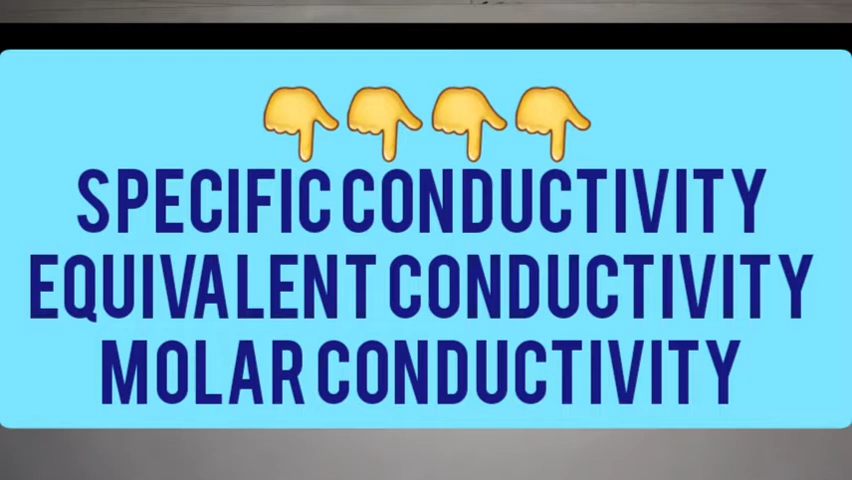 👇👇👇👇
SPECIFIC CONDUCTIVITY
EQUIVALENT CONDUCTIVITY
MOLAR CONDUCTIVITY